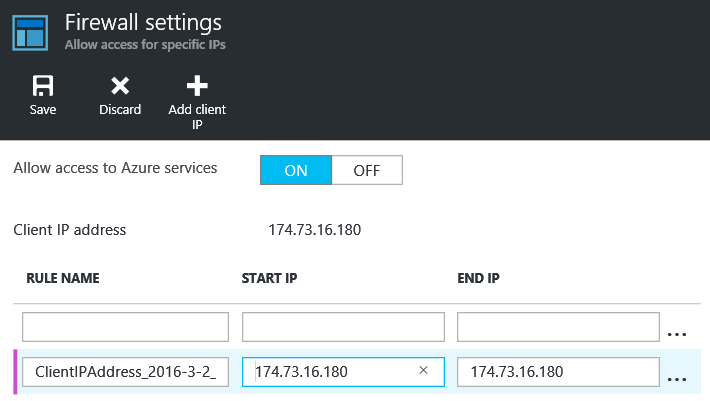 Firewall settings
Allow access for specific IPs
Save
Discard
Add client
IP
Allow access to Azure services
ON
OFF
Client IP address
174.73.16.180
RULE NAME
START IP
END IP
...
ClientIPAddress_2016-3-2_
174.73.16.180
174.73.16.180
...